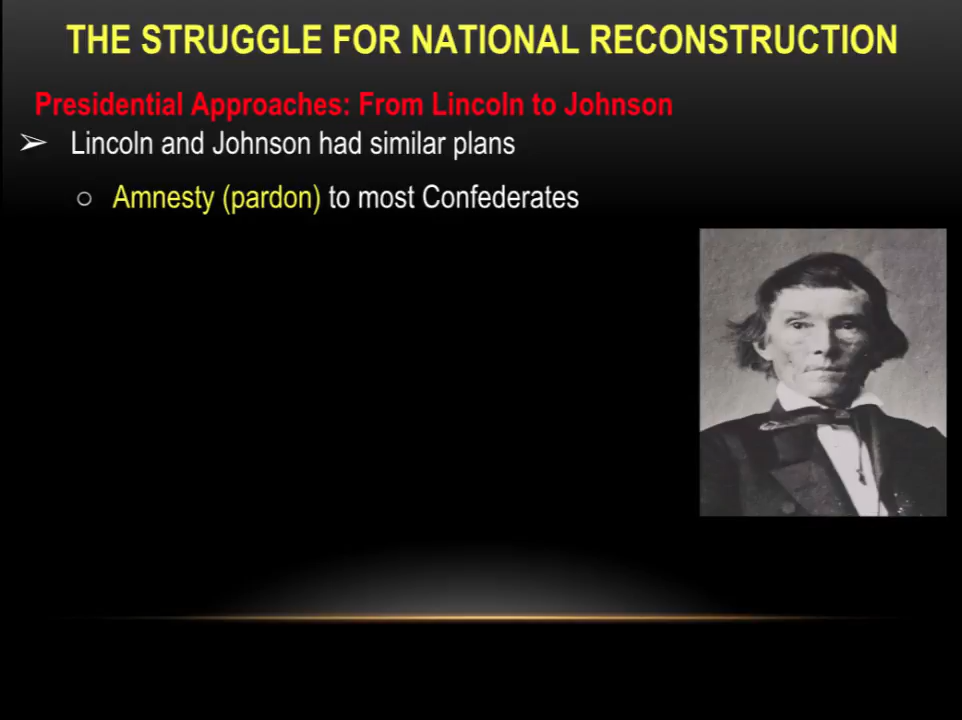 THE STRUGGLE FOR NATIONAL RECONSTRUCTION
Presidential Approaches: From Lincoln to Johnson
➢ Lincoln and Johnson had similar plans
○ Amnesty (pardon) to most Confederates